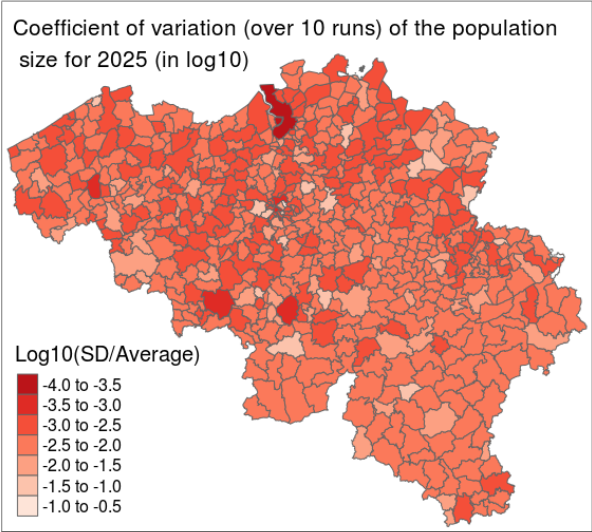 Coefficient of variation (over 10 runs) of the population
size for 2025 (in log10)
Log10(SD/Average)
-4.0 to -3.5
-3.5 to -3.0
-3.0 to -2.5
-2.5 to -2.0
-2.0 to -1.5
-1.5 to -1.0
-1.0 to -0.5